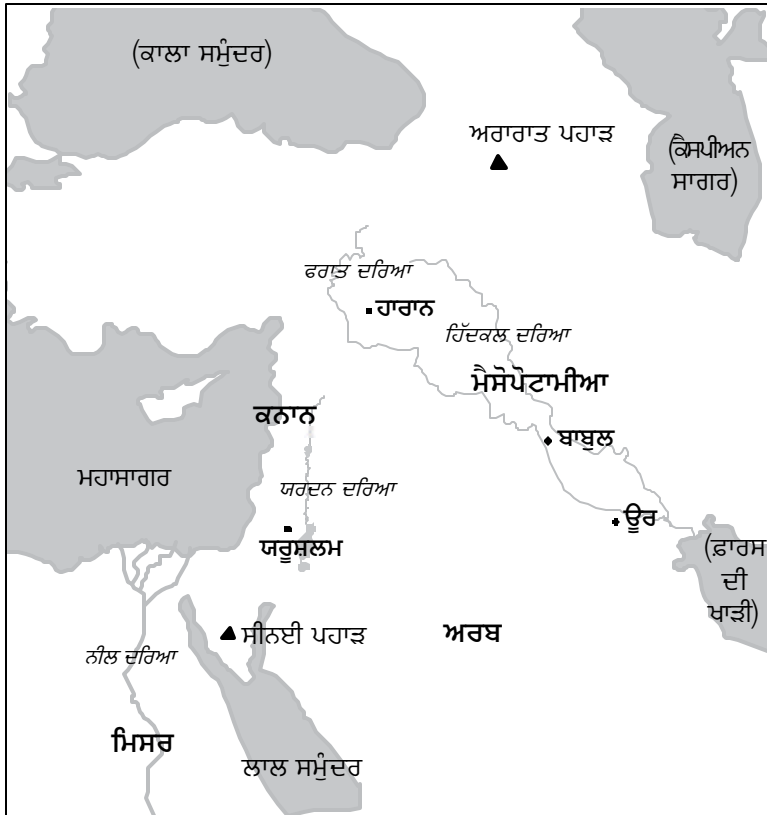 (ਕਾਲਾ ਸਮੁੰਦਰ)
ਅਰਾਰਾਤ ਪਹਾੜ
(ਕੈਸਪੀਅਨ
ਸਾਗਰ)
ਫਰਾਤ ਦਰਿਆ
ਹਾਰਾਨ
ਹਿੱਦਕਲ ਦਰਿਆ
ਮੈਸੋਪੋਟਾਮੀਆ
ਕਨਾਨ
ਬਾਬੁਲ
ਮਹਾਸਾਗਰ
ਯਰਦਨ ਦਰਿਆ
ਊਰ
ਯਰੂਸ਼ਲਮ
(ਫ਼ਾਰਸ
ਦੀ
ਖਾੜੀ)
ਸੀਨਈ ਪਹਾੜ
ਅਰਬ
ਨੀਲ ਦਰਿਆ
ਮਿਸਰ
ਲਾਲ ਸਮੁੰਦਰ